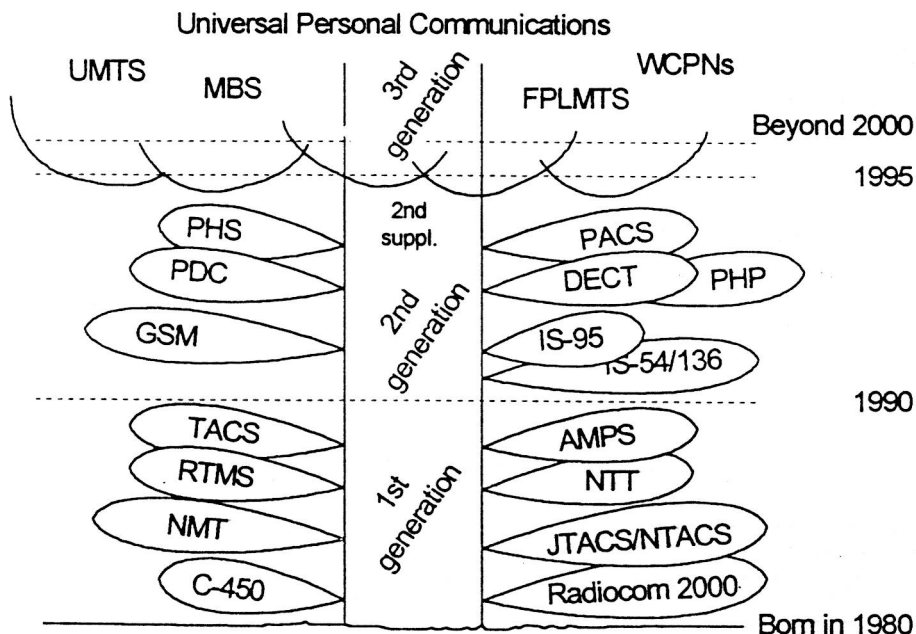 Universal Personal Communications
UMTS
MBS
3rd
generation
FPLMTS
WCPNs
Beyond 2000
1995
PHS
2nd
suppl.
PACS
PDC
DECT
PHP
GSM
2nd
generation
IS-95
IS-54/136
1990
TACS
AMPS
RTMS
1st
generation
NTT
NMT
JTACS/NTACS
C-450
Radiocom 2000
Born in 1980